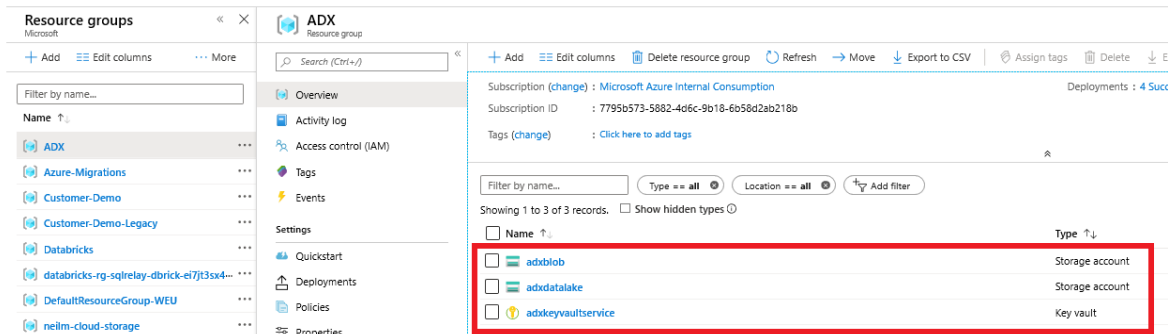 Resource groups
Microsoft
Add Edit columns ··· More
Filter by name...
Name ↑↓
ADX ···
Azure-Migrations ···
Customer-Demo ···
Customer-Demo-Legacy ···
Databricks ···
databricks-rg-sqlrelay-dbrick-ei7jt3sx4··· ···
DefaultResourceGroup-WEU ···
neilm-cloud-storage ···
ADX
Resource group
Search (Ctrl+/)
Overview
Activity log
Access control (IAM)
Tags
Events
Settings
Quickstart
Deployments
Policies
Properties
Add Edit columns Delete resource group Refresh Move Export to CSV Assign tags Delete E
Subscription (change) : Microsoft Azure Internal Consumption Deployments : 4 Succ
Subscription ID : 7795b573-5882-4d6c-9b18-6b58d2ab218b
Tags (change) : Click here to add tags
Filter by name... Type == all Location == all Add filter
Showing 1 to 3 of 3 records. Show hidden types
Name ↑↓ Type ↑↓
adxblob Storage account
adxdatalake Storage account
adxkeyvaultservice Key vault